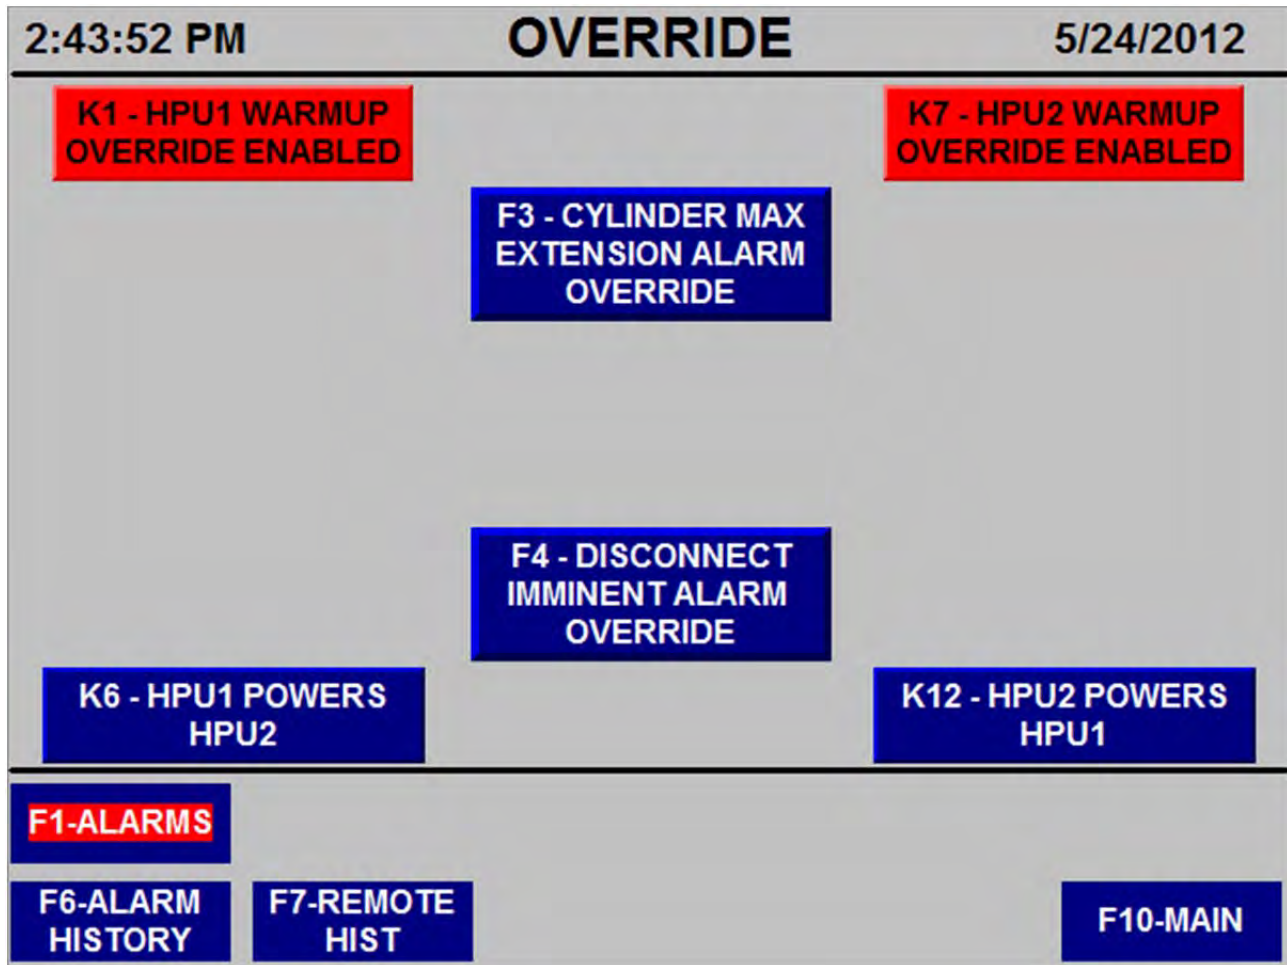 2:43:52 PM OVERRIDE 5/24/2012
K1 - HPU1 WARMUP
OVERRIDE ENABLED
K7 - HPU2 WARMUP
OVERRIDE ENABLED
F3 - CYLINDER MAX
EXTENSION ALARM
OVERRIDE
F4 - DISCONNECT
IMMINENT ALARM
OVERRIDE
K6 - HPU1 POWERS
HPU2
K12 - HPU2 POWERS
HPU1
F1-ALARMS
F6-ALARM
HISTORY
F7-REMOTE
HIST
F10-MAIN